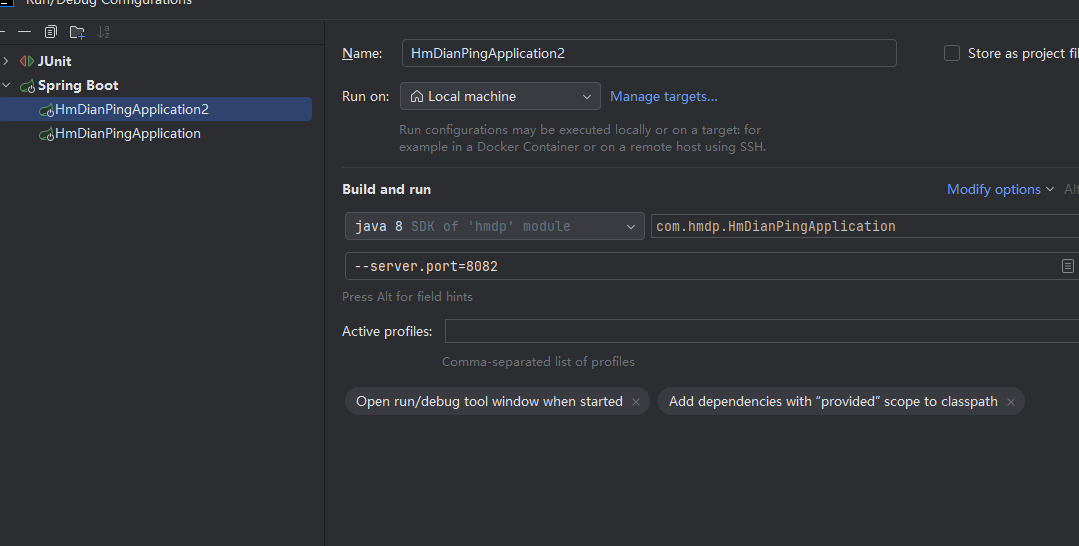 Run/Debug Configurations
JUnit
Spring Boot
HmDianPingApplication2
HmDianPingApplication
Name: HmDianPingApplication2 Store as project fil
Run on: Local machine Manage targets...
Run configurations may be executed locally or on a target: for
example in a Docker Container or on a remote host using SSH.
Build and run Modify options Alt
java 8 SDK of 'hmdp' module com.hmdp.HmDianPingApplication
--server.port=8082
Press Alt for field hints
Active profiles:
Comma-separated list of profiles
Open run/debug tool window when started × Add dependencies with “provided” scope to classpath ×